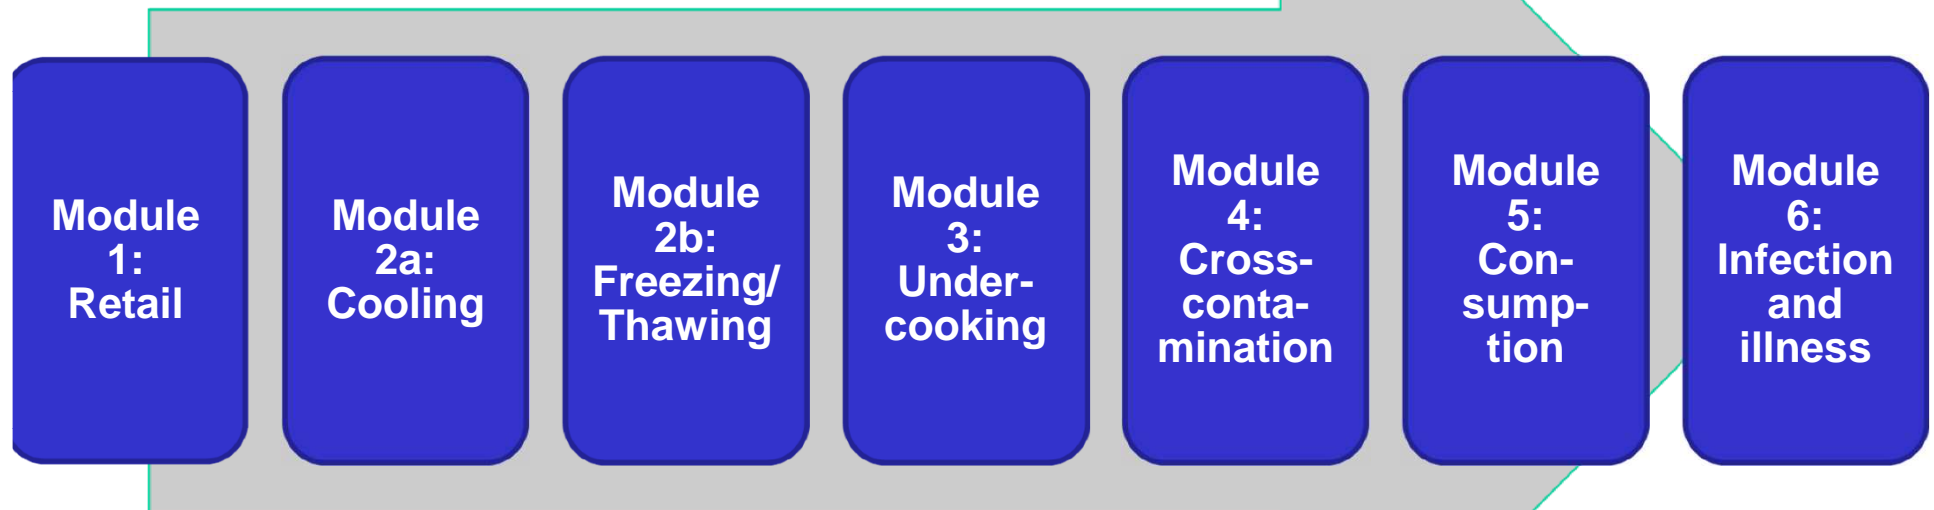 Module
1:
Retail
Module
2a:
Cooling
Module
2b:
Freezing/
Thawing
Module
3:
Under-
cooking
Module
4:
Cross-
conta-
mination
Module
5:
Con-
sump-
tion
Module
6:
Infection
and
illness